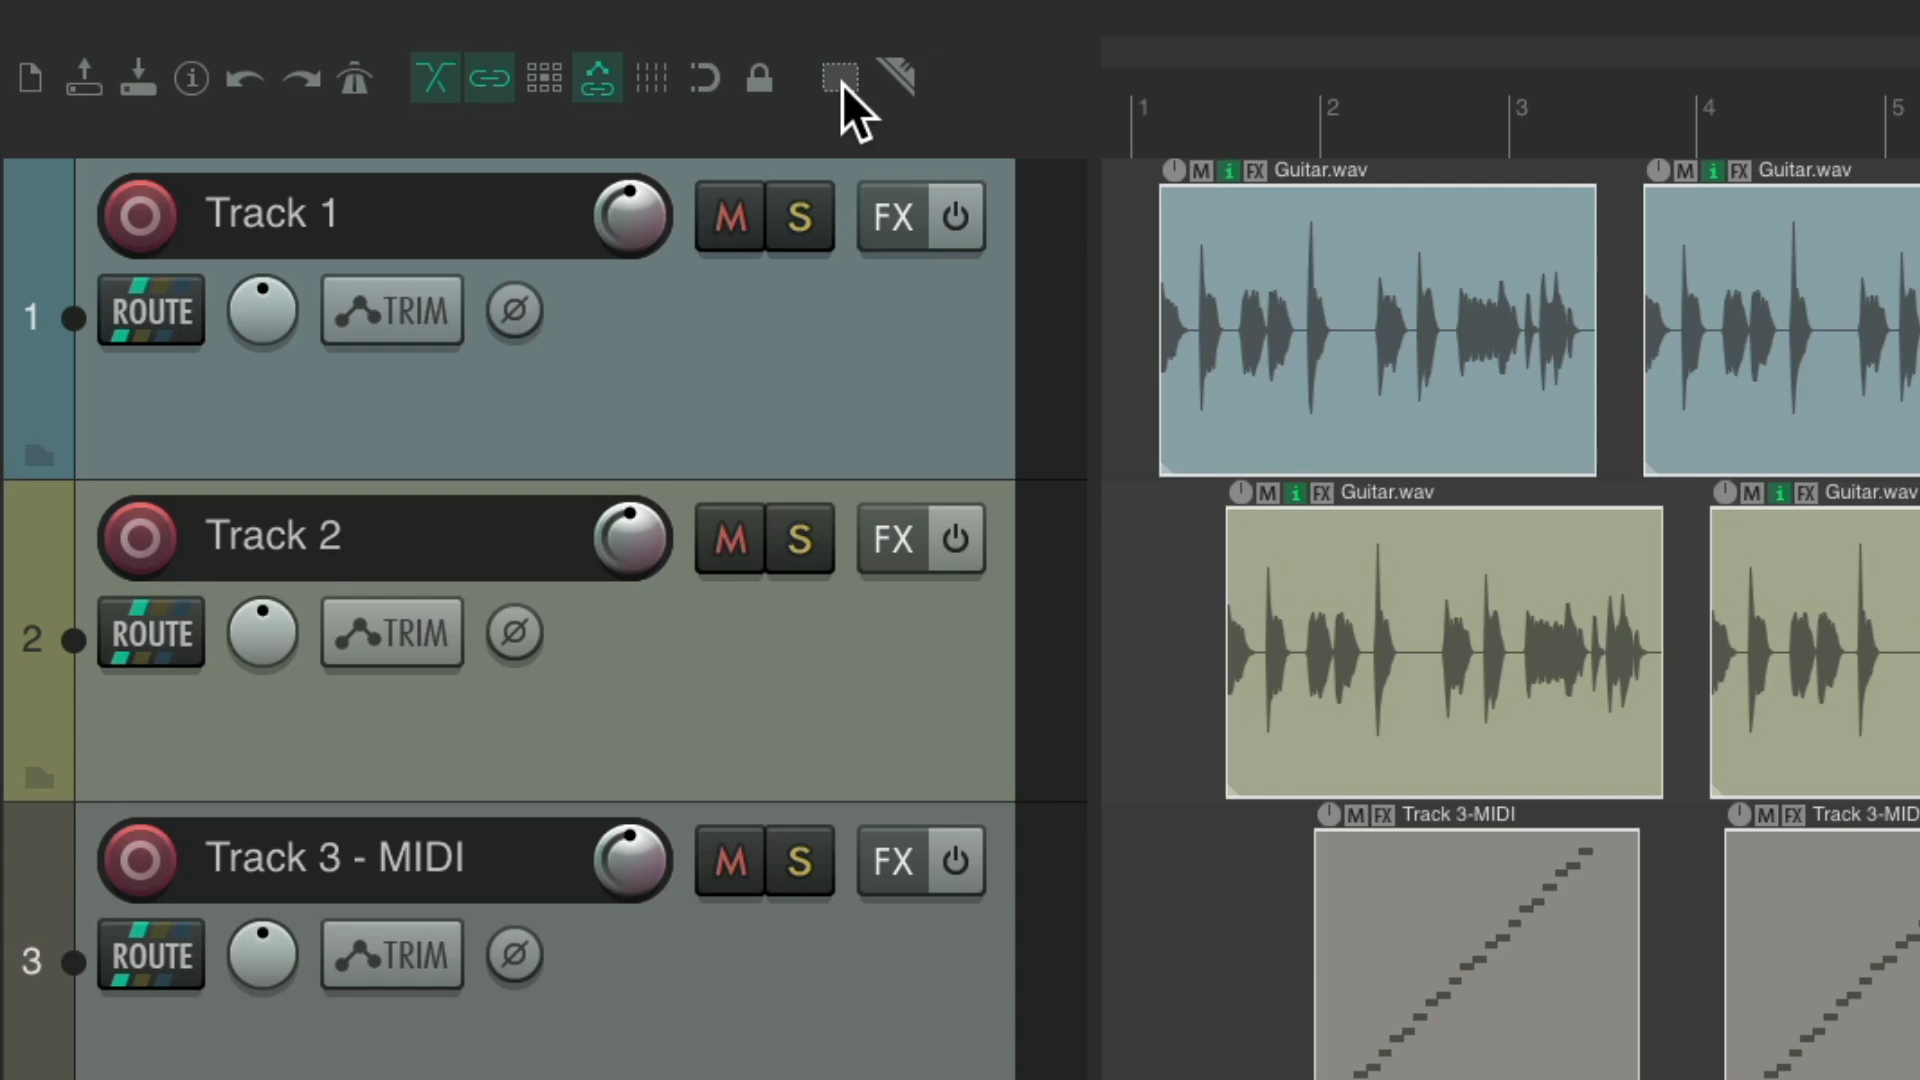 1 2 3 4 5
M i FX Guitar.wav M i FX Guitar.wav
Track 1 M S FX
1 ROUTE TRIM
M i FX Guitar.wav M i FX Guitar.wav
Track 2 M S FX
2 ROUTE TRIM
M FX Track 3-MIDI M FX Track 3-MID
Track 3 - MIDI M S FX
3 ROUTE TRIM